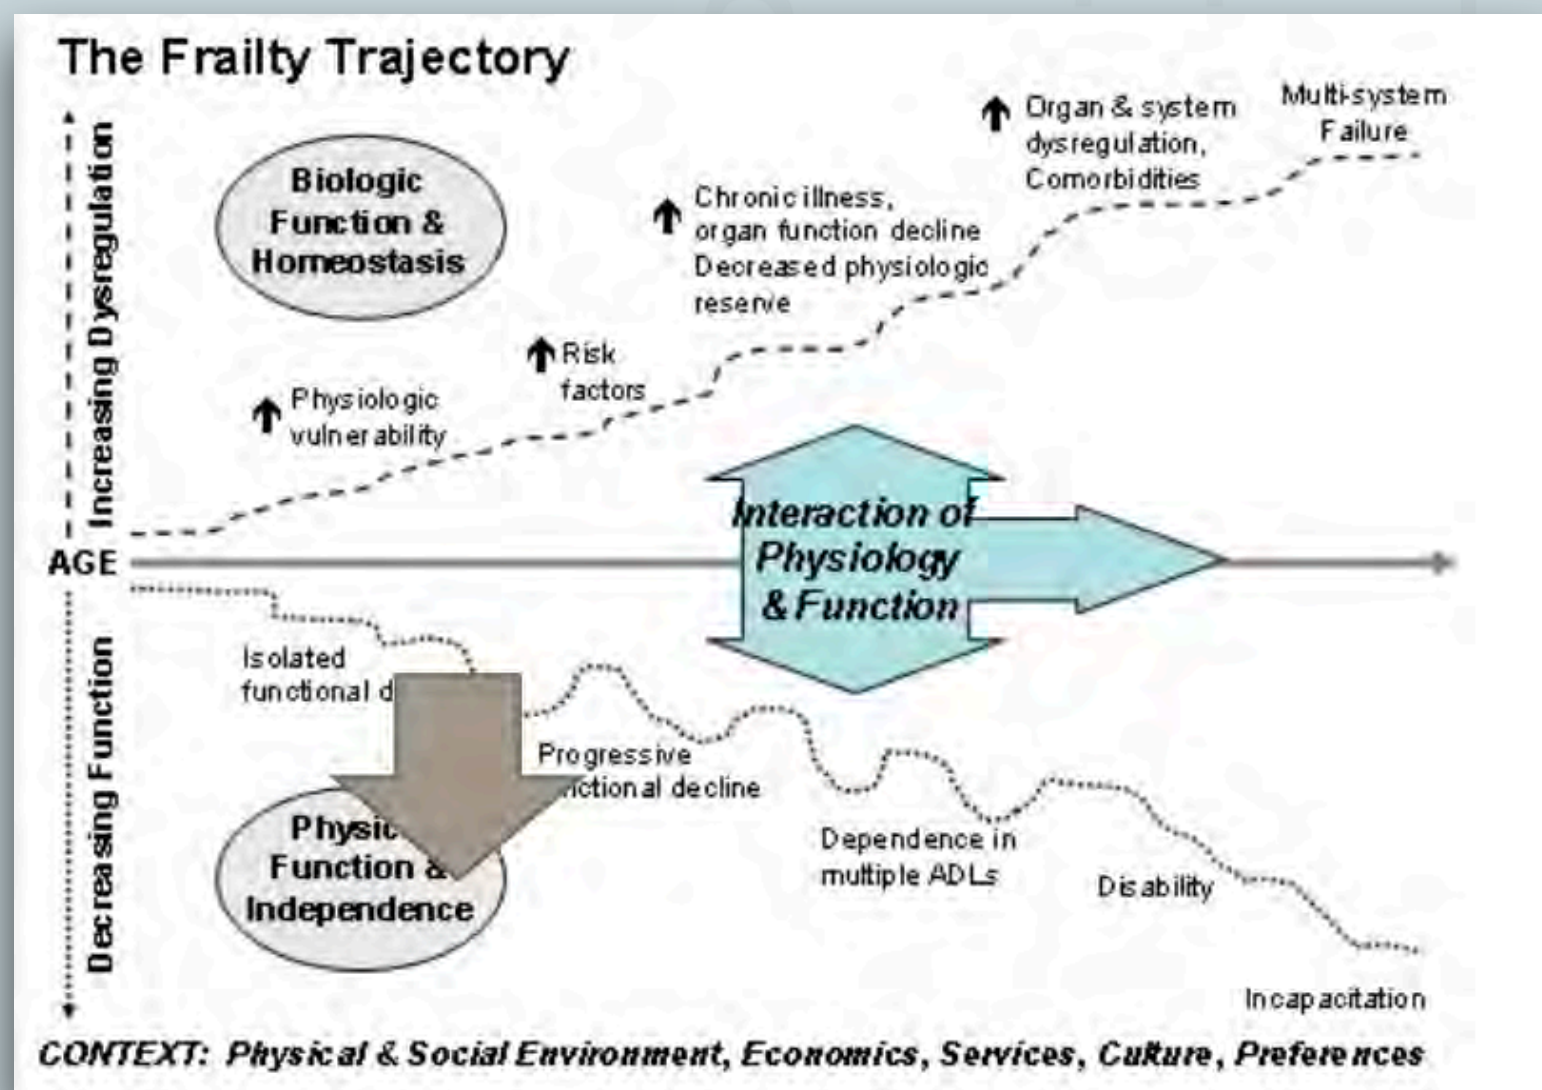 The Frailty Trajectory
Increasing Dysregulation
Biologic
Function &
Homeostasis
Physiologic
vulnerability
Risk
factors
Chronic illness,
organ function decline
Decreased physiologic
reserve
Organ & system
dysregulation,
Comorbidities
Multi-system
Failure
AGE
Interaction of
Physiology
& Function
Decreasing Function
Isolated
functional
Progressive
decline
Physical
Function &
Independence
Dependence in
multiple ADLs
Disability
Incapacitation
CONTEXT: Physical & Social Environment, Economics, Services, Culture, Preferences